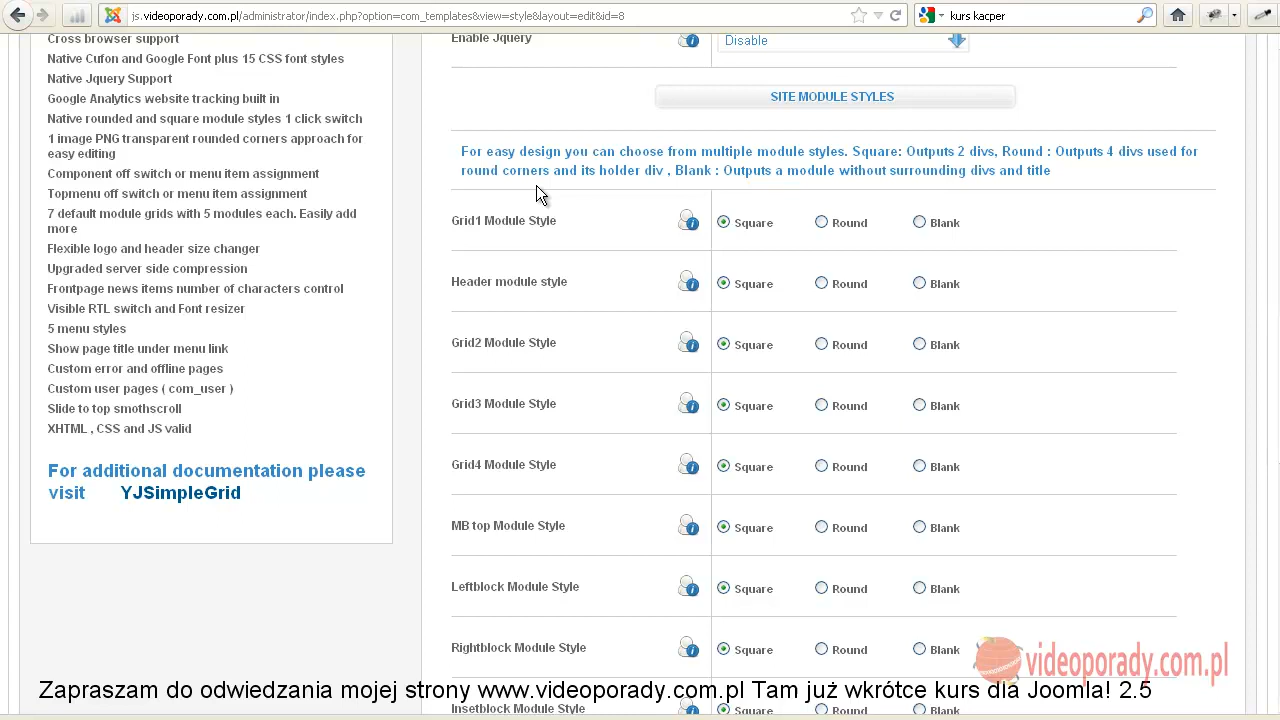 js.videoporady.com.pl/administrator/index.php?option=com_templates&view=style&layout=edit&id=8
kurs kacper
Cross browser support
Native Cufon and Google Font plus 15 CSS font styles
Native Jquery Support
Google Analytics website tracking built in
Native rounded and square module styles 1 click switch
1 image PNG transparent rounded corners approach for
easy editing
Component off switch or menu item assignment
Topmenu off switch or menu item assignment
7 default module grids with 5 modules each. Easily add
more
Flexible logo and header size changer
Upgraded server side compression
Frontpage news items number of characters control
Visible RTL switch and Font resizer
5 menu styles
Show page title under menu link
Custom error and offline pages
Custom user pages ( com_user )
Slide to top smothscroll
XHTML , CSS and JS valid
For additional documentation please
visit YJSimpleGrid
Enable Jquery
Disable
SITE MODULE STYLES
For easy design you can choose from multiple module styles. Square: Outputs 2 divs, Round : Outputs 4 divs used for
round corners and its holder div , Blank : Outputs a module without surrounding divs and title
Grid1 Module Style Square Round Blank
Header module style Square Round Blank
Grid2 Module Style Square Round Blank
Grid3 Module Style Square Round Blank
Grid4 Module Style Square Round Blank
MB top Module Style Square Round Blank
Leftblock Module Style Square Round Blank
Rightblock Module Style Square Round Blank
Insetblock Module Style Square Round Blank
videoporady.com.pl
Zapraszam do odwiedzania mojej strony www.videoporady.com.pl Tam już wkrótce kurs dla Joomla! 2.5